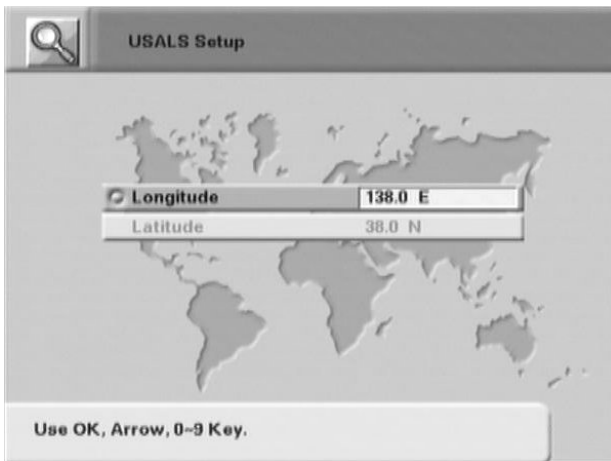 USALS Setup
Longitude 138.0 E
Latitude 38.0 N
Use OK, Arrow, 0~9 Key.